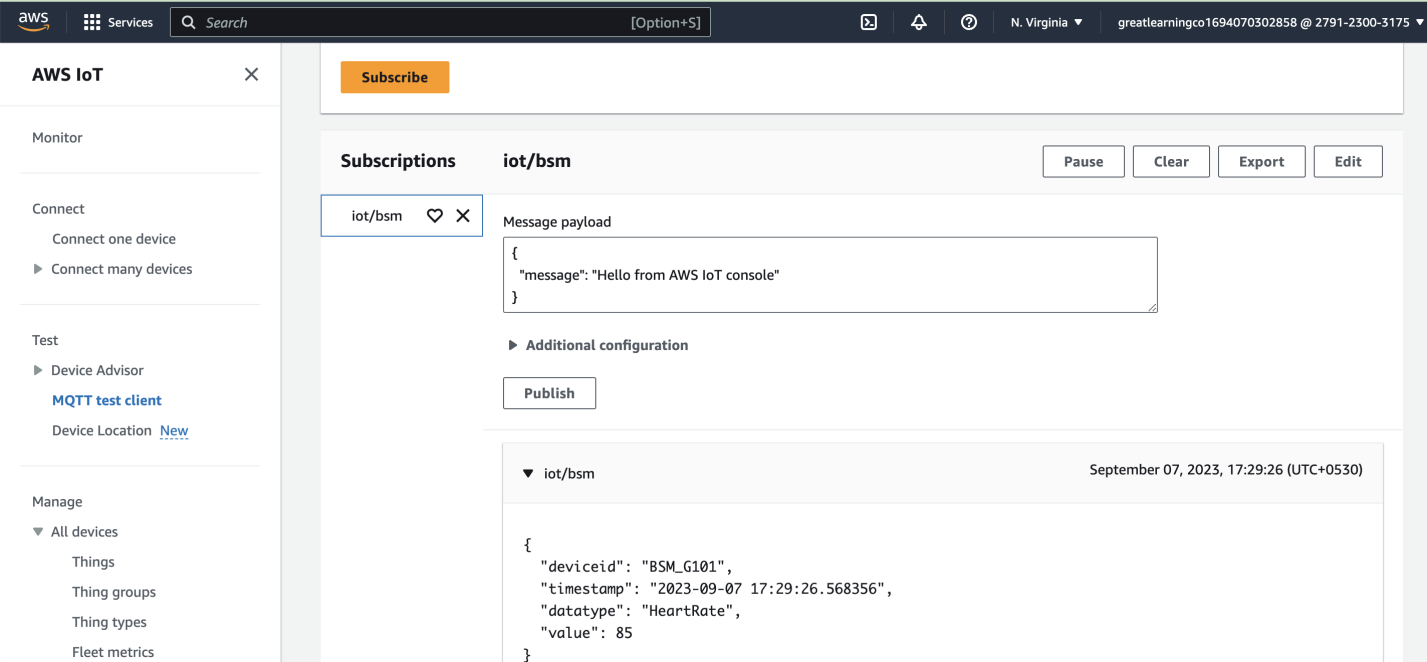 aws
Services
Search
[Option+S]
N. Virginia
greatlearningco1694070302858 @ 2791-2300-3175
AWS IoT
Monitor
Connect
Connect one device
Connect many devices
Test
Device Advisor
MQTT test client
Device Location New
Manage
All devices
Things
Thing groups
Thing types
Fleet metrics
Subscribe
Subscriptions
iot/bsm
Pause
Clear
Export
Edit
iot/bsm
Message payload
{
"message": "Hello from AWS IoT console"
}
Additional configuration
Publish
iot/bsm
September 07, 2023, 17:29:26 (UTC+0530)
{
"deviceid": "BSM_G101",
"timestamp": "2023-09-07 17:29:26.568356",
"datatype": "HeartRate",
"value": 85
}